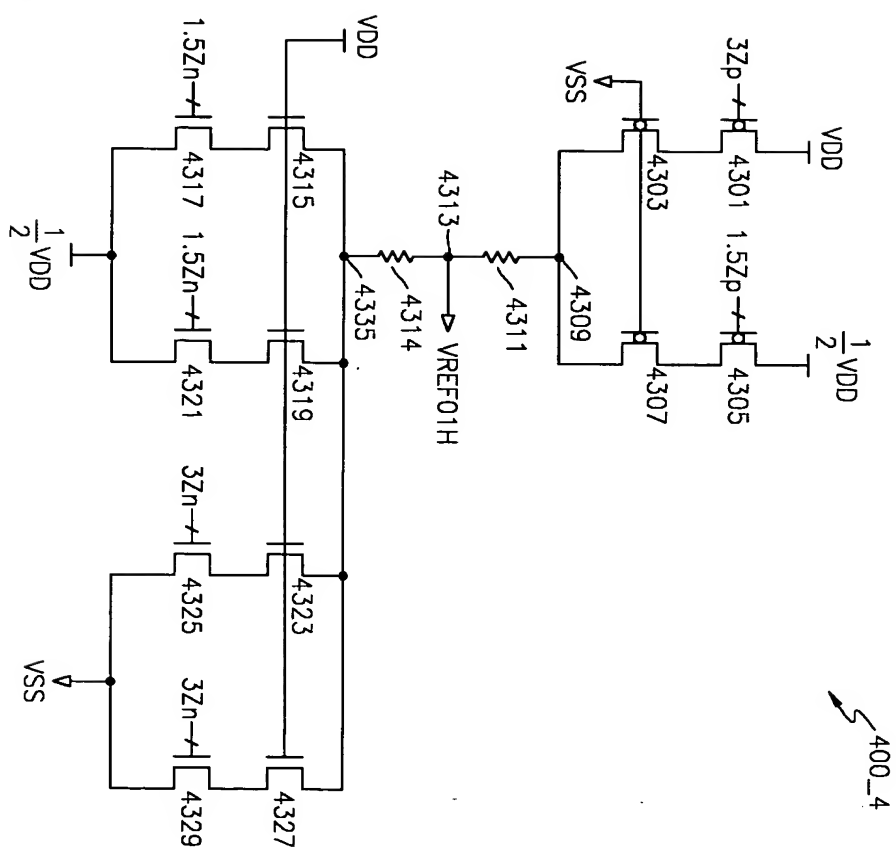 400_4
VDD
1/2 VDD
3Zp
4301
1.5Zp
4305
4303
4307
VSS
4309
4311
4313
VREF01H
4314
4335
VDD
4315
4319
4323
4327
1.5Zn
4317
1.5Zn
4321
3Zn
4325
3Zn
4329
1/2 VDD
VSS